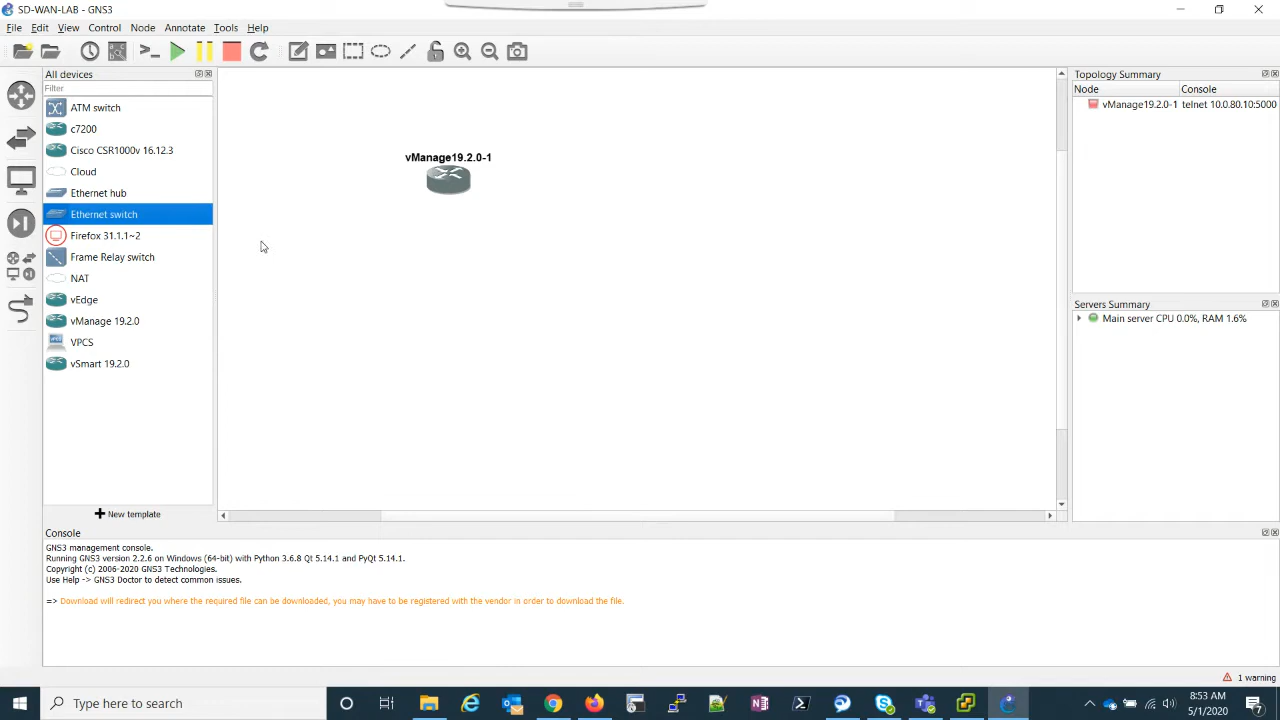 SD-WAN-LAB - GNS3
File Edit View Control Node Annotate Tools Help
All devices
Filter
ATM switch
c7200
Cisco CSR1000v 16.12.3
Cloud
Ethernet hub
Ethernet switch
Firefox 31.1.1~2
Frame Relay switch
NAT
vEdge
vManage 19.2.0
VPCS
vSmart 19.2.0
New template
vManage19.2.0-1
Topology Summary
Node Console
vManage19.2.0-1 telnet 10.0.80.10:5000
Servers Summary
Main server CPU 0.0%, RAM 1.6%
Console
GNS3 management console.
Running GNS3 version 2.2.6 on Windows (64-bit) with Python 3.6.8 Qt 5.14.1 and PyQt 5.14.1.
Copyright (c) 2006-2020 GNS3 Technologies.
Use Help -> GNS3 Doctor to detect common issues.
=> Download will redirect you where the required file can be downloaded, you may have to be registered with the vendor in order to download the file.
1 warning
Type here to search
8:53 AM
5/1/2020